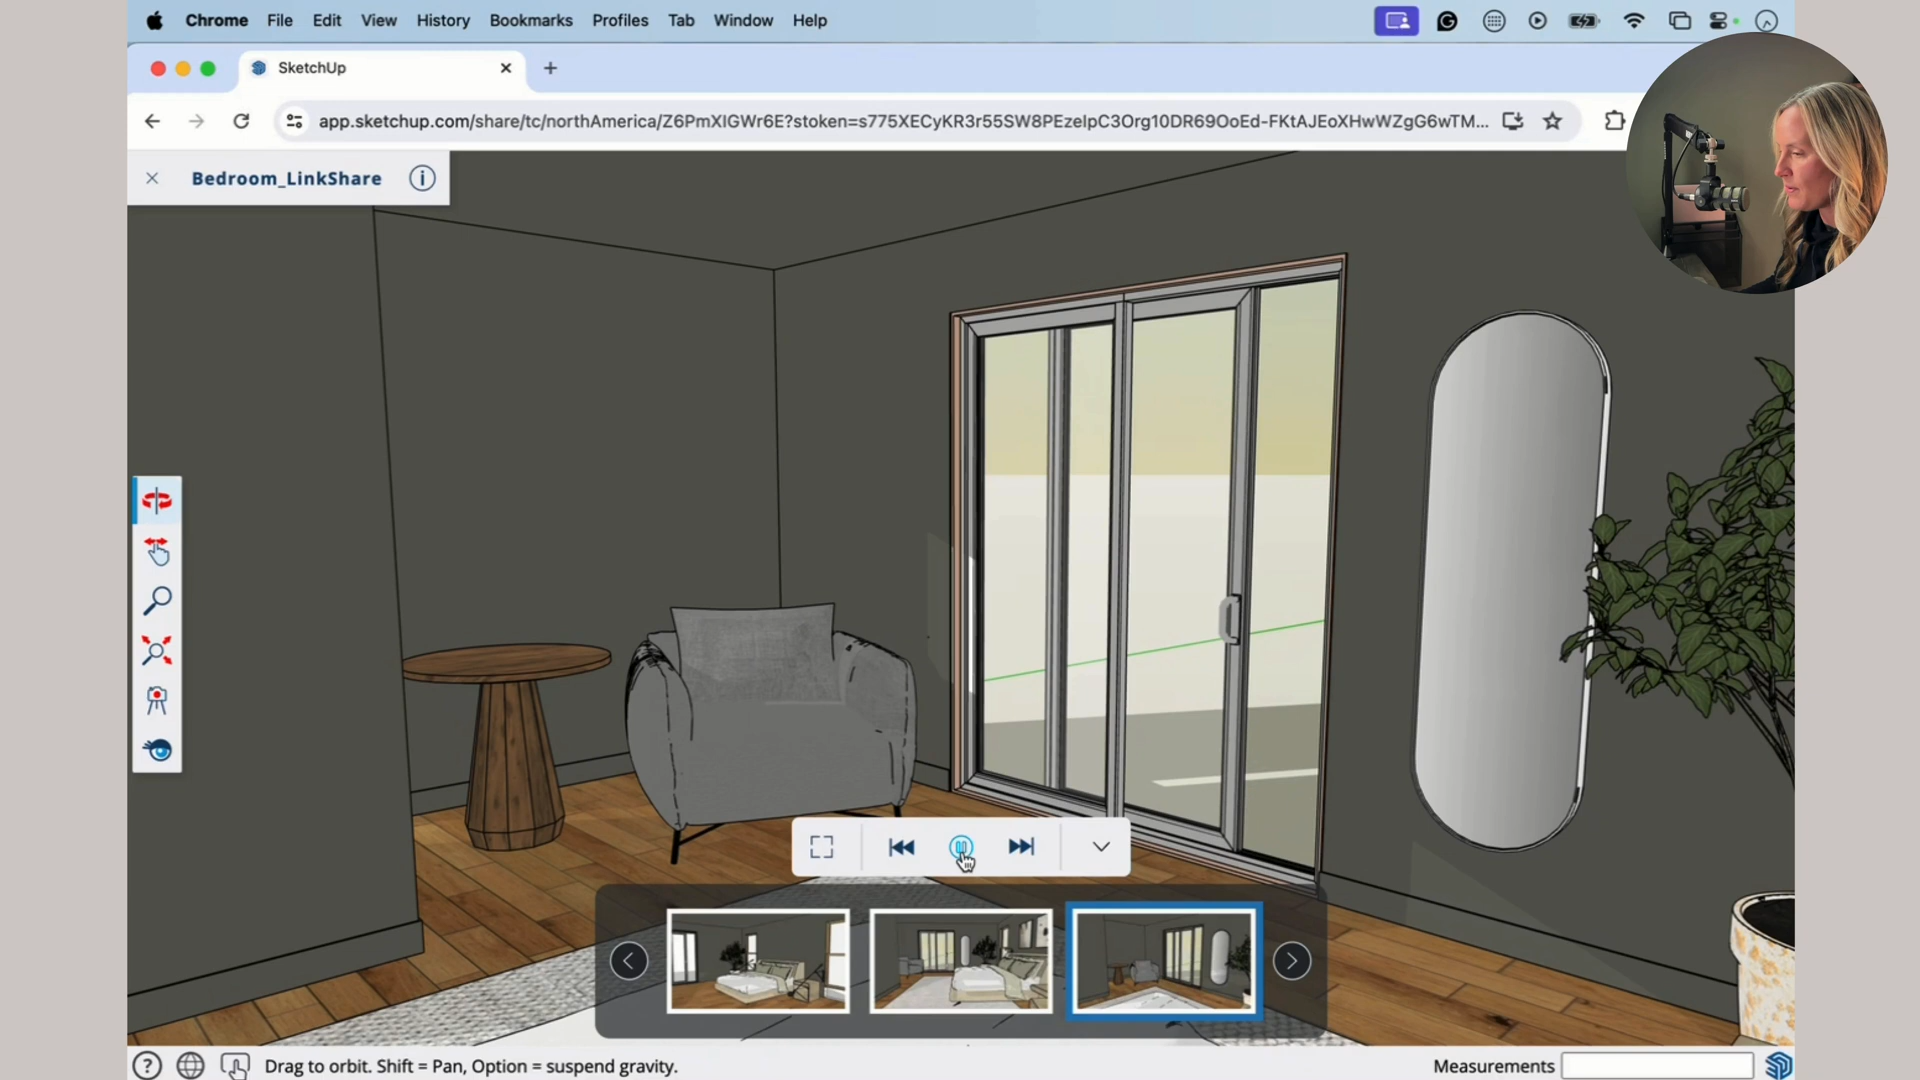 Chrome File Edit View History Bookmarks Profiles Tab Window Help
SketchUp
app.sketchup.com/share/tc/northAmerica/Z6PmXIGWr6E?stoken=s775XECyKR3r55SW8PEzelpC3Org10DR69OoEd-FKtAJEoXHwWZgG6wTM...
Bedroom_LinkShare
Drag to orbit. Shift = Pan, Option = suspend gravity.
Measurements